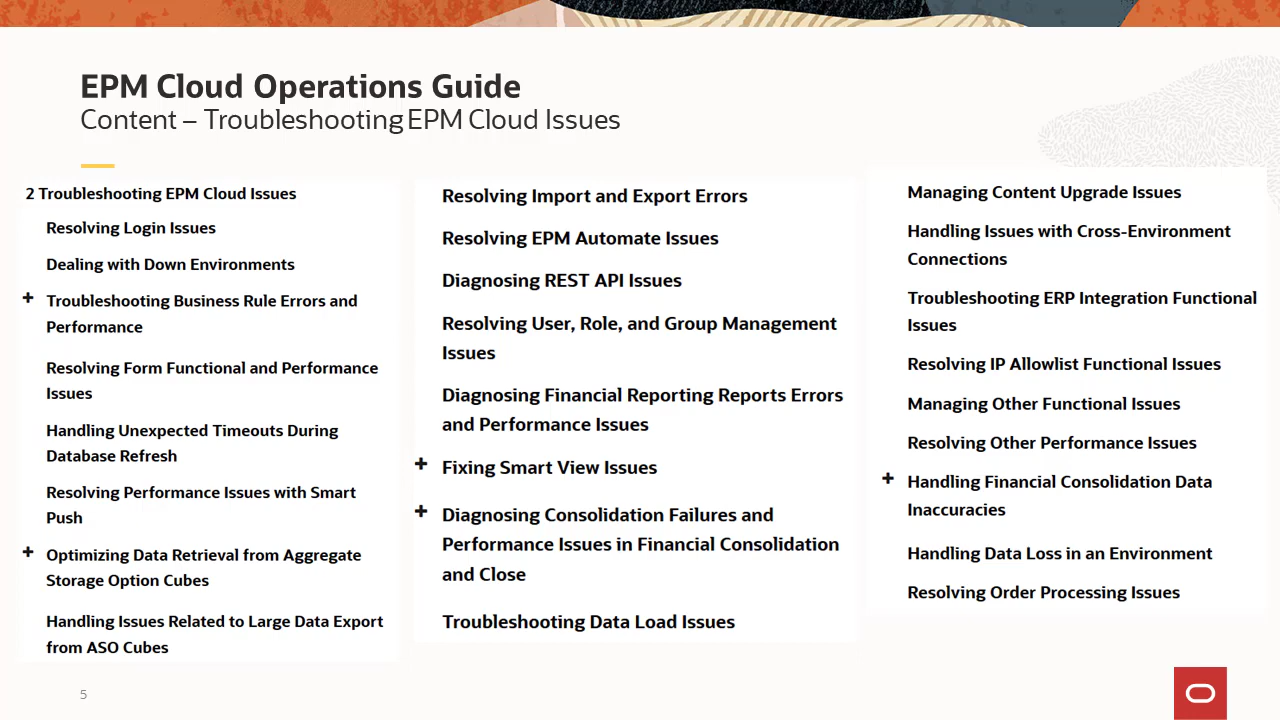 EPM Cloud Operations Guide
Content – Troubleshooting EPM Cloud Issues
2 Troubleshooting EPM Cloud Issues
Resolving Login Issues
Dealing with Down Environments
+ Troubleshooting Business Rule Errors and
Performance
Resolving Form Functional and Performance
Issues
Handling Unexpected Timeouts During
Database Refresh
Resolving Performance Issues with Smart
Push
+ Optimizing Data Retrieval from Aggregate
Storage Option Cubes
Handling Issues Related to Large Data Export
from ASO Cubes
Resolving Import and Export Errors
Resolving EPM Automate Issues
Diagnosing REST API Issues
Resolving User, Role, and Group Management
Issues
Diagnosing Financial Reporting Reports Errors
and Performance Issues
+ Fixing Smart View Issues
+ Diagnosing Consolidation Failures and
Performance Issues in Financial Consolidation
and Close
Troubleshooting Data Load Issues
Managing Content Upgrade Issues
Handling Issues with Cross-Environment
Connections
Troubleshooting ERP Integration Functional
Issues
Resolving IP Allowlist Functional Issues
Managing Other Functional Issues
Resolving Other Performance Issues
+ Handling Financial Consolidation Data
Inaccuracies
Handling Data Loss in an Environment
Resolving Order Processing Issues
5